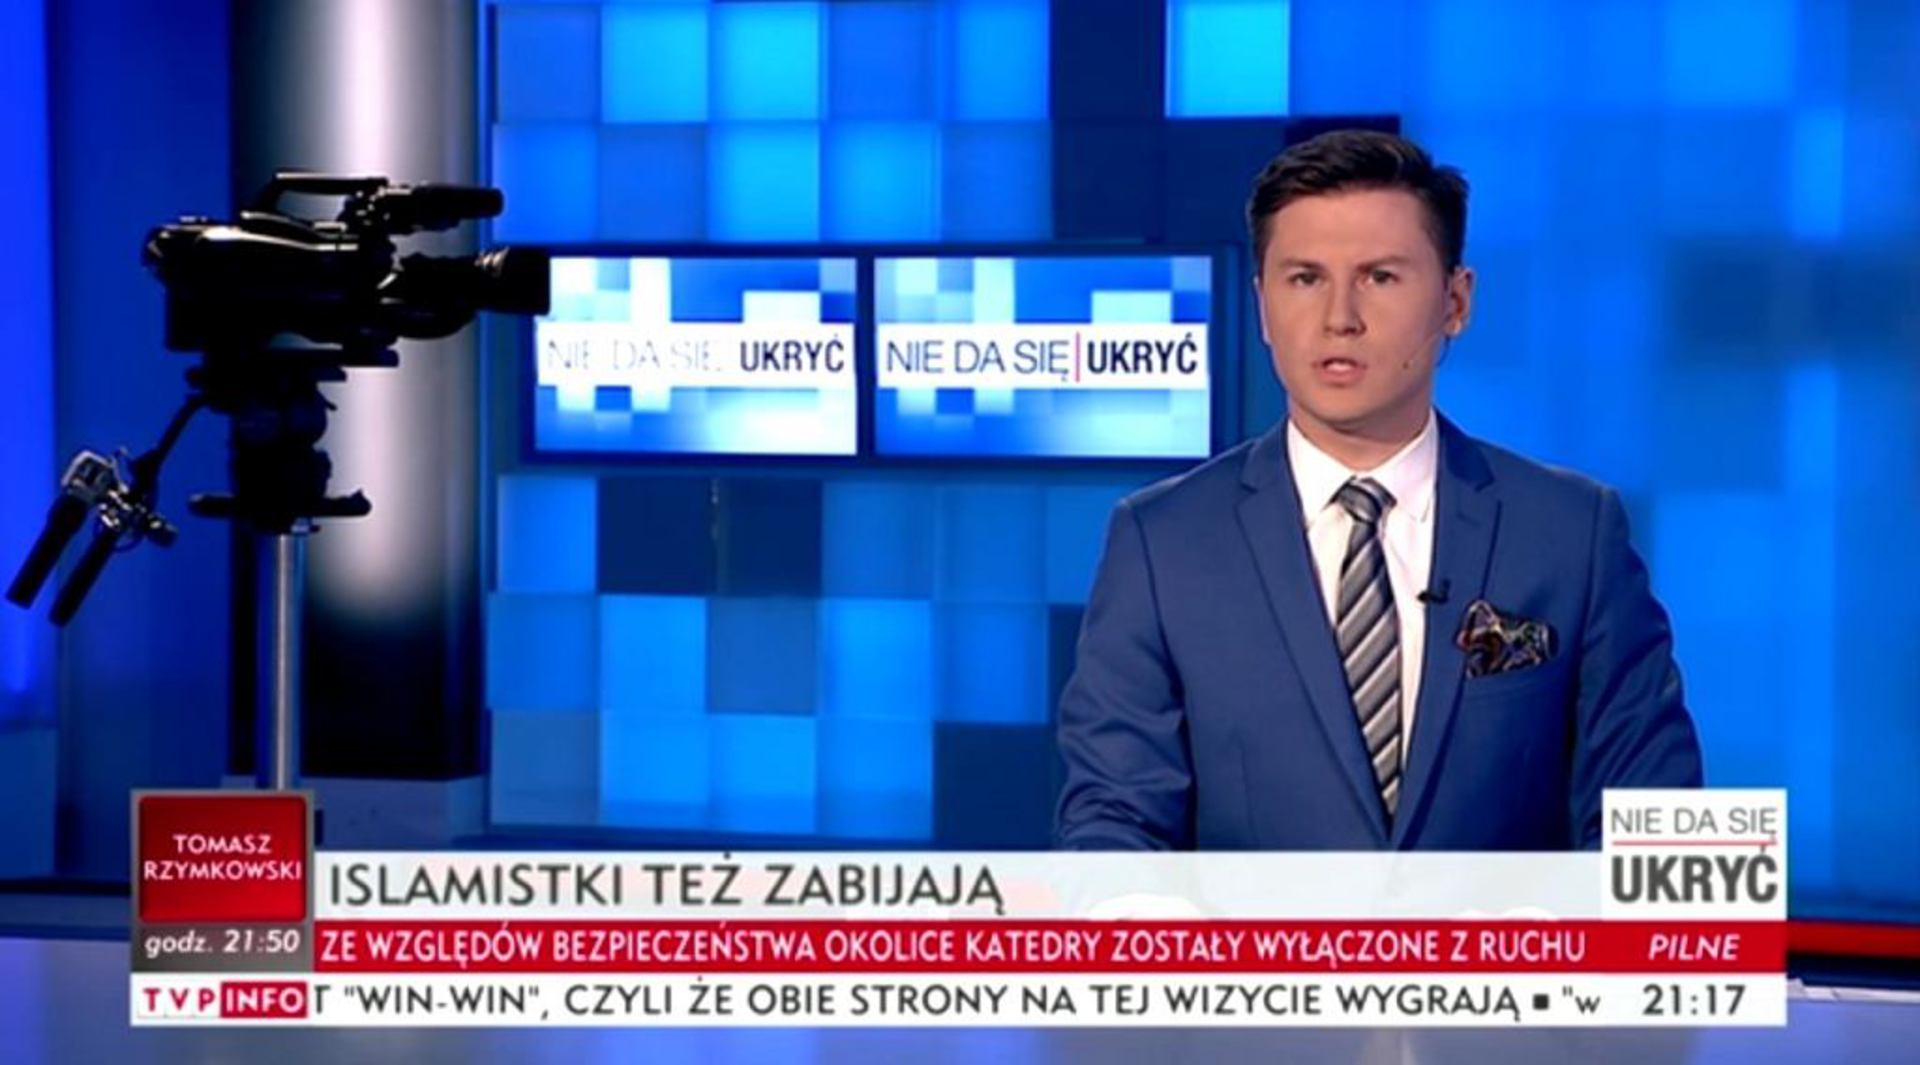 NIE DA SIĘ UKRYĆ
NIE DA SIĘ UKRYĆ
TOMASZ
RZYMKOWSKI
godz. 21:50
ISLAMISTKI TEŻ ZABIJAJĄ
NIE DA SIĘ
UKRYĆ
ZE WZGLĘDÓW BEZPIECZEŃSTWA OKOLICE KATEDRY ZOSTAŁY WYŁĄCZONE Z RUCHU
PILNE
TVP INFO
T "WIN-WIN", CZYLI ŻE OBIE STRONY NA TEJ WIZYCIE WYGRAJĄ ▪ "w
21:17